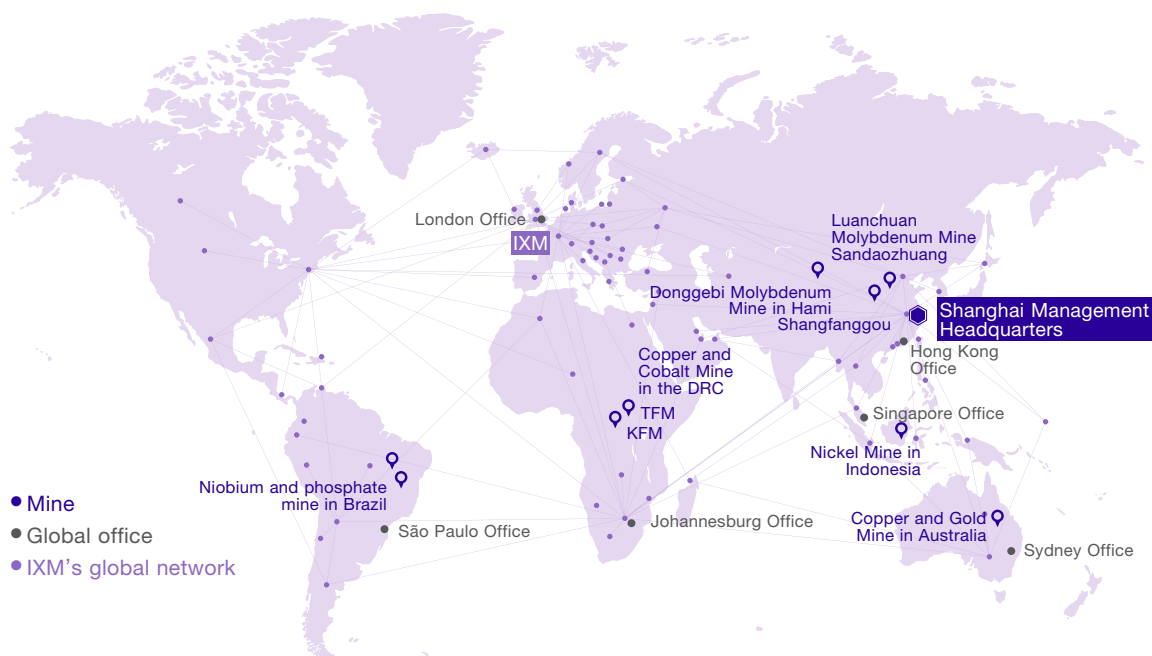 London Office
IXM
Luanchuan
Molybdenum Mine
Sandaozhuang
Donggebi Molybdenum
Mine in Hami
Shangfanggou
Shanghai Management
Headquarters
Hong Kong
Office
Copper and
Cobalt Mine
in the DRC
TFM
KFM
Singapore Office
Nickel Mine in
Indonesia
Niobium and phosphate
mine in Brazil
São Paulo Office
Johannesburg Office
Copper and Gold
Mine in Australia
Sydney Office
Mine
Global office
IXM's global network